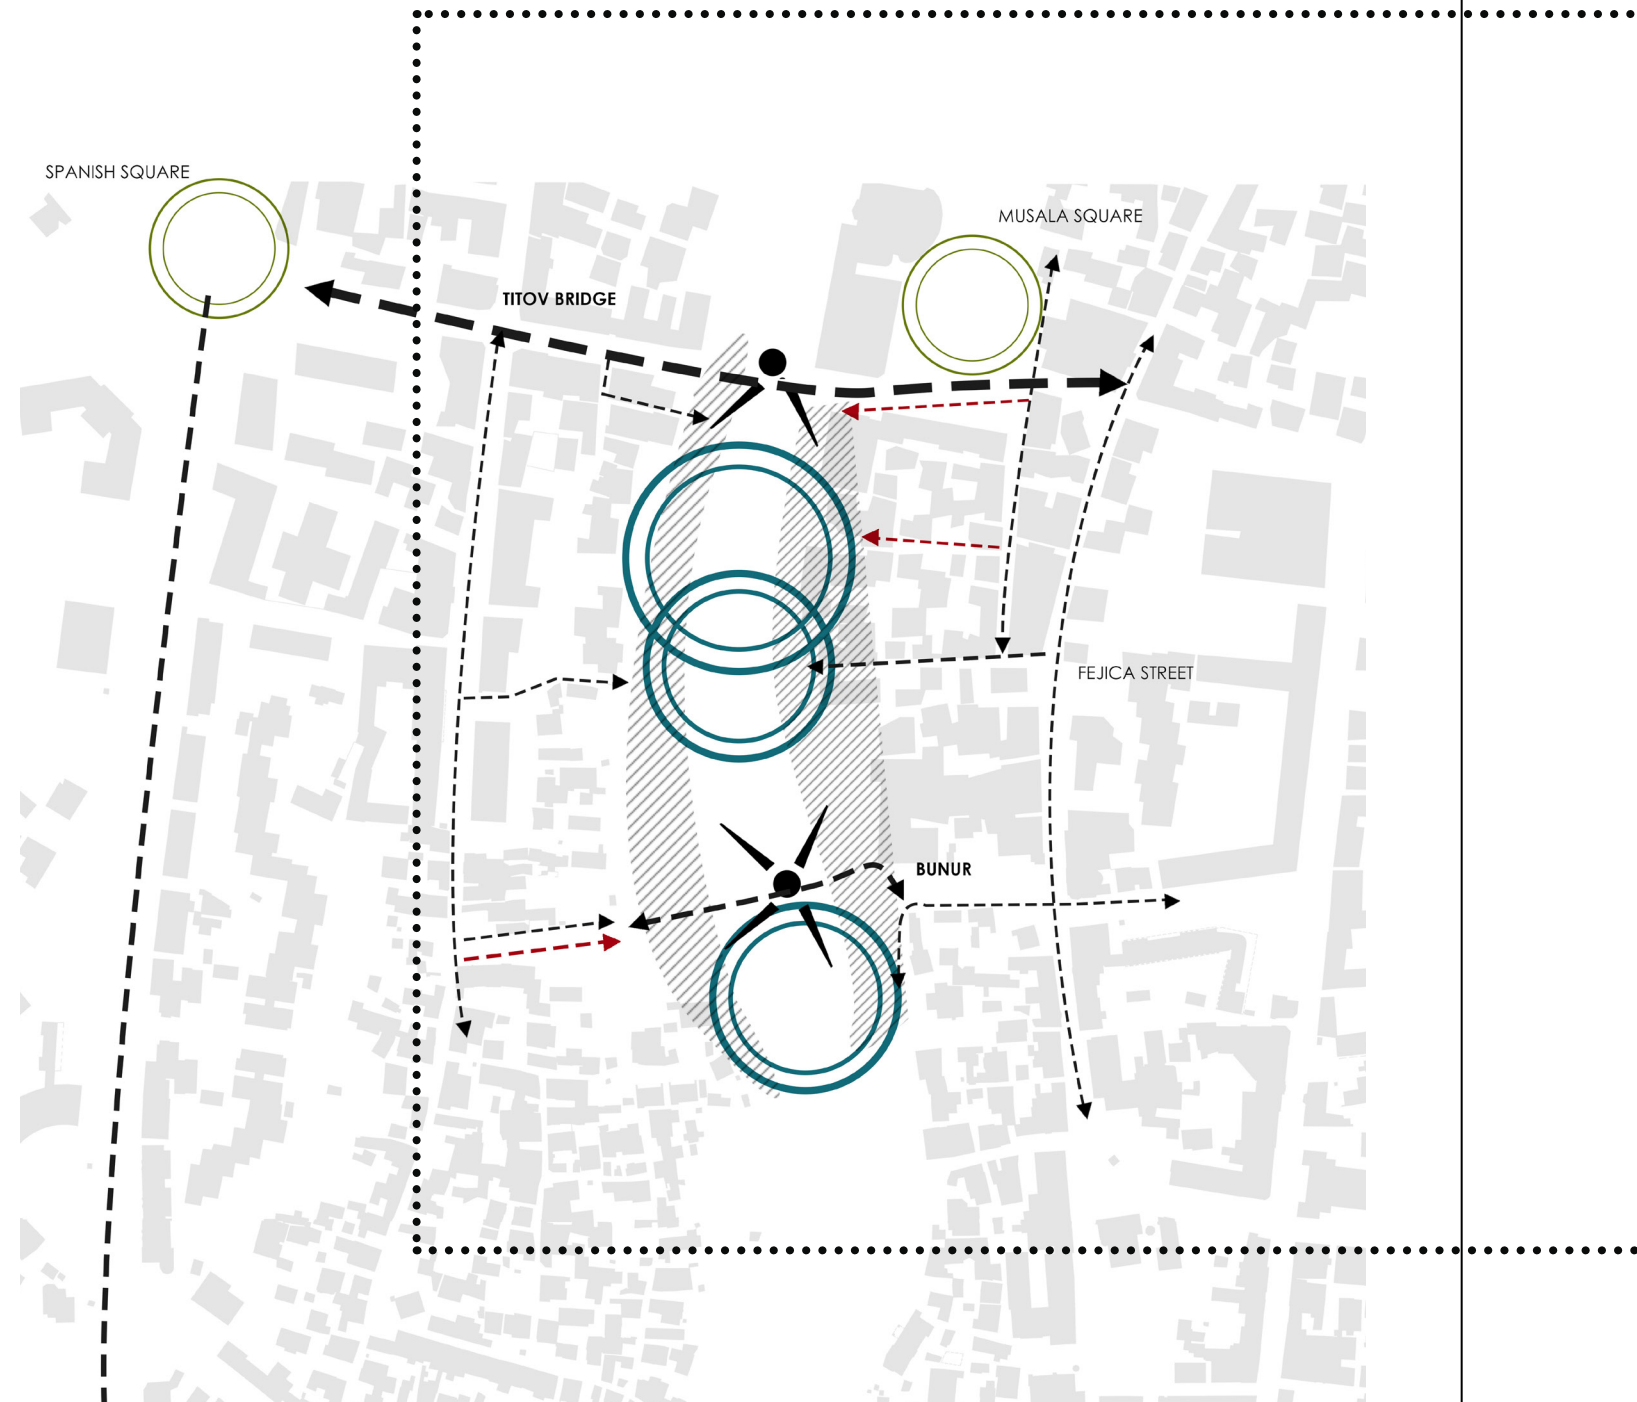 SPANISH SQUARE
MUSALA SQUARE
TITOV BRIDGE
FEJICA STREET
BUNUR